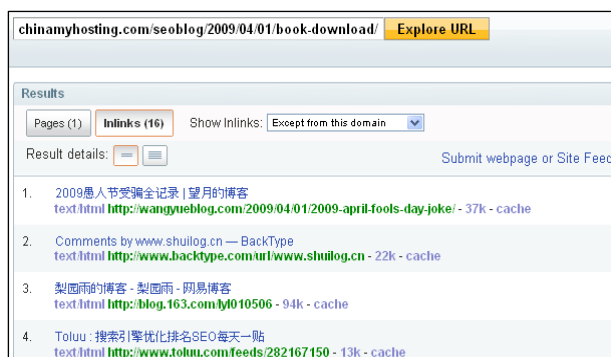 chinamyhosting.com/seoblog/2009/04/01/book-download/ Explore URL
Results
Pages (1) Inlinks (16) Show Inlinks: Except from this domain
Result details: Submit webpage or Site Feed
1. 2009愚人节受骗全记录 | 望月的博客
text/html http://wangyueblog.com/2009/04/01/2009-april-fools-day-joke/ - 37k - cache
2. Comments by www.shuilog.cn — BackType
text/html http://www.backtype.com/url/www.shuilog.cn - 22k - cache
3. 梨园雨的博客 - 梨园雨 - 网易博客
text/html http://blog.163.com/lyl010506 - 94k - cache
4. Toluu : 搜索引擎优化排名SEO每天一贴
text/html http://www.toluu.com/feeds/282167150 - 13k - cache